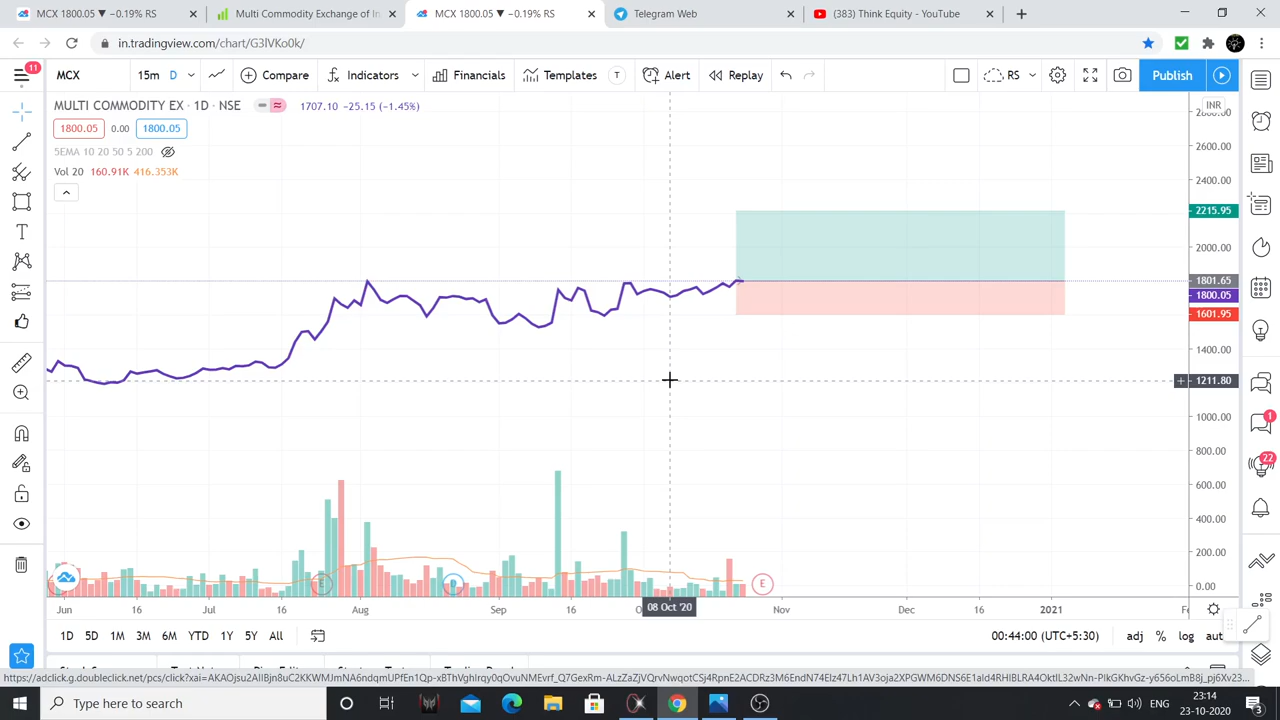 MCX 1800.05 ▼ −0.19% RS
Multi Commodity Exchange of In
MCX 1800.05 ▼ −0.19% RS
Telegram Web
(383) Think Equity - YouTube
in.tradingview.com/chart/G3lVKo0k/
11
MCX
15m
D
Compare
Indicators
Financials
Templates
T
Alert
Replay
RS
Publish
MULTI COMMODITY EX · 1D · NSE
1707.10 −25.15 (−1.45%)
1800.05
0.00
1800.05
5EMA 10 20 50 5 200
Vol 20 160.91K 416.353K
INR
2800.00
2600.00
2400.00
2215.95
2000.00
1801.65
1800.05
1601.95
1400.00
1211.80
1000.00
800.00
600.00
400.00
200.00
0.00
1
22
E
D
E
Jun
16
Jul
16
Aug
Sep
16
08 Oct '20
Nov
Dec
16
2021
1D
5D
1M
3M
6M
YTD
1Y
5Y
All
00:44:00 (UTC+5:30)
adj
%
log
Type here to search
ENG
23:14
23-10-2020
3